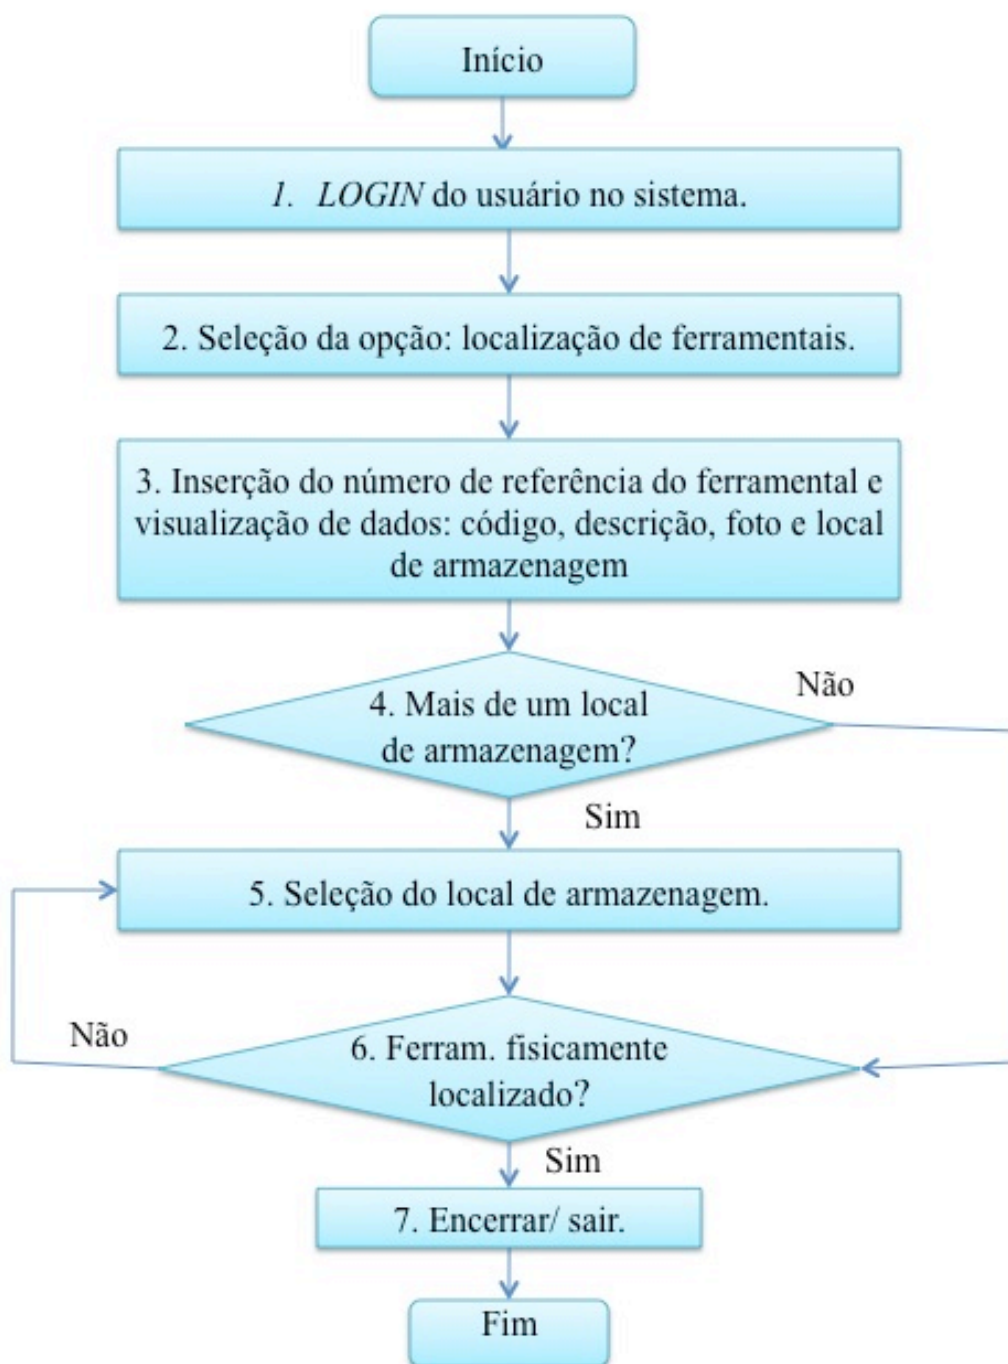 Início
1. LOGIN do usuário no sistema.
2. Seleção da opção: localização de ferramentais.
3. Inserção do número de referência do ferramental e
visualização de dados: código, descrição, foto e local
de armazenagem
4. Mais de um local
de armazenagem?
Não
Sim
5. Seleção do local de armazenagem.
Não
6. Ferram. fisicamente
localizado?
Sim
7. Encerrar/ sair.
Fim